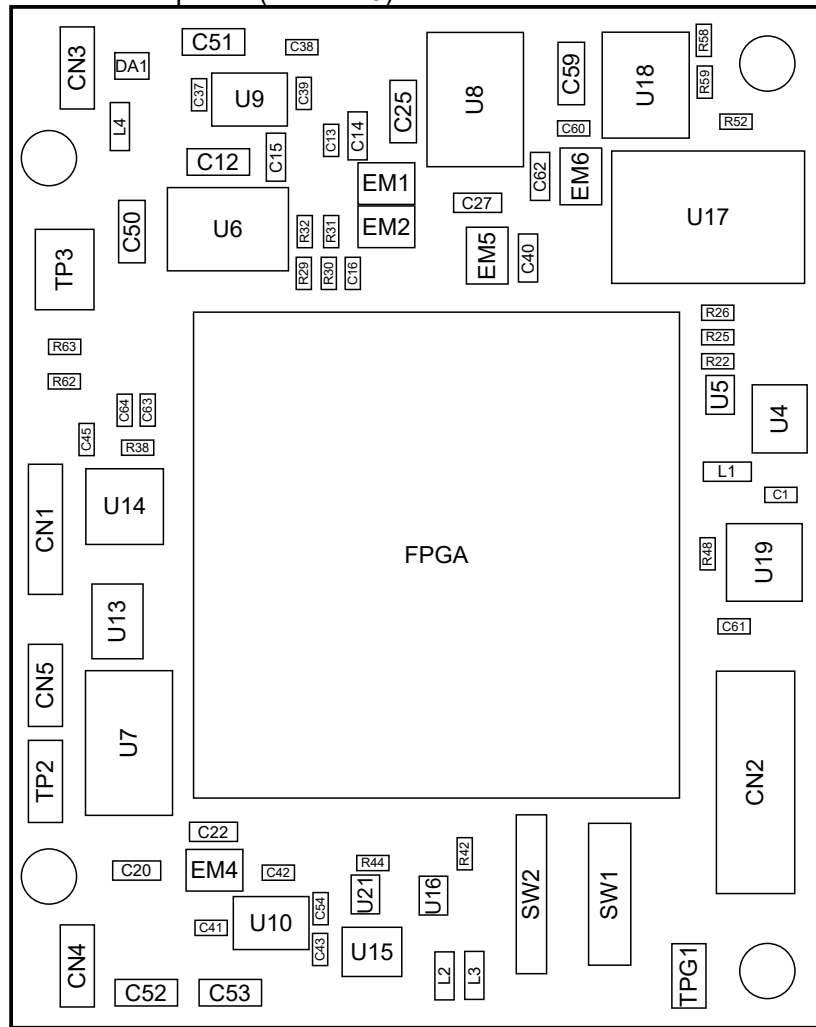 CN3
DA1
L4
C51
C38
C37
U9
C39
C12
C15
C13
C14
C25
U8
C59
C60
U18
R58
R59
R52
EM1
EM2
C62
EM6
C27
U17
C50
U6
R32
R31
EM5
C40
TP3
R29
R30
C16
R26
R25
R22
R63
R62
U5
U4
C64
C63
C45
R38
L1
C1
CN1
U14
FPGA
R48
U19
U13
C61
CN5
U7
TP2
CN2
C22
C20
EM4
C42
R44
R42
U21
U16
SW2
SW1
C41
U10
C54
C43
U15
L2
L3
CN4
C52
C53
TPG1